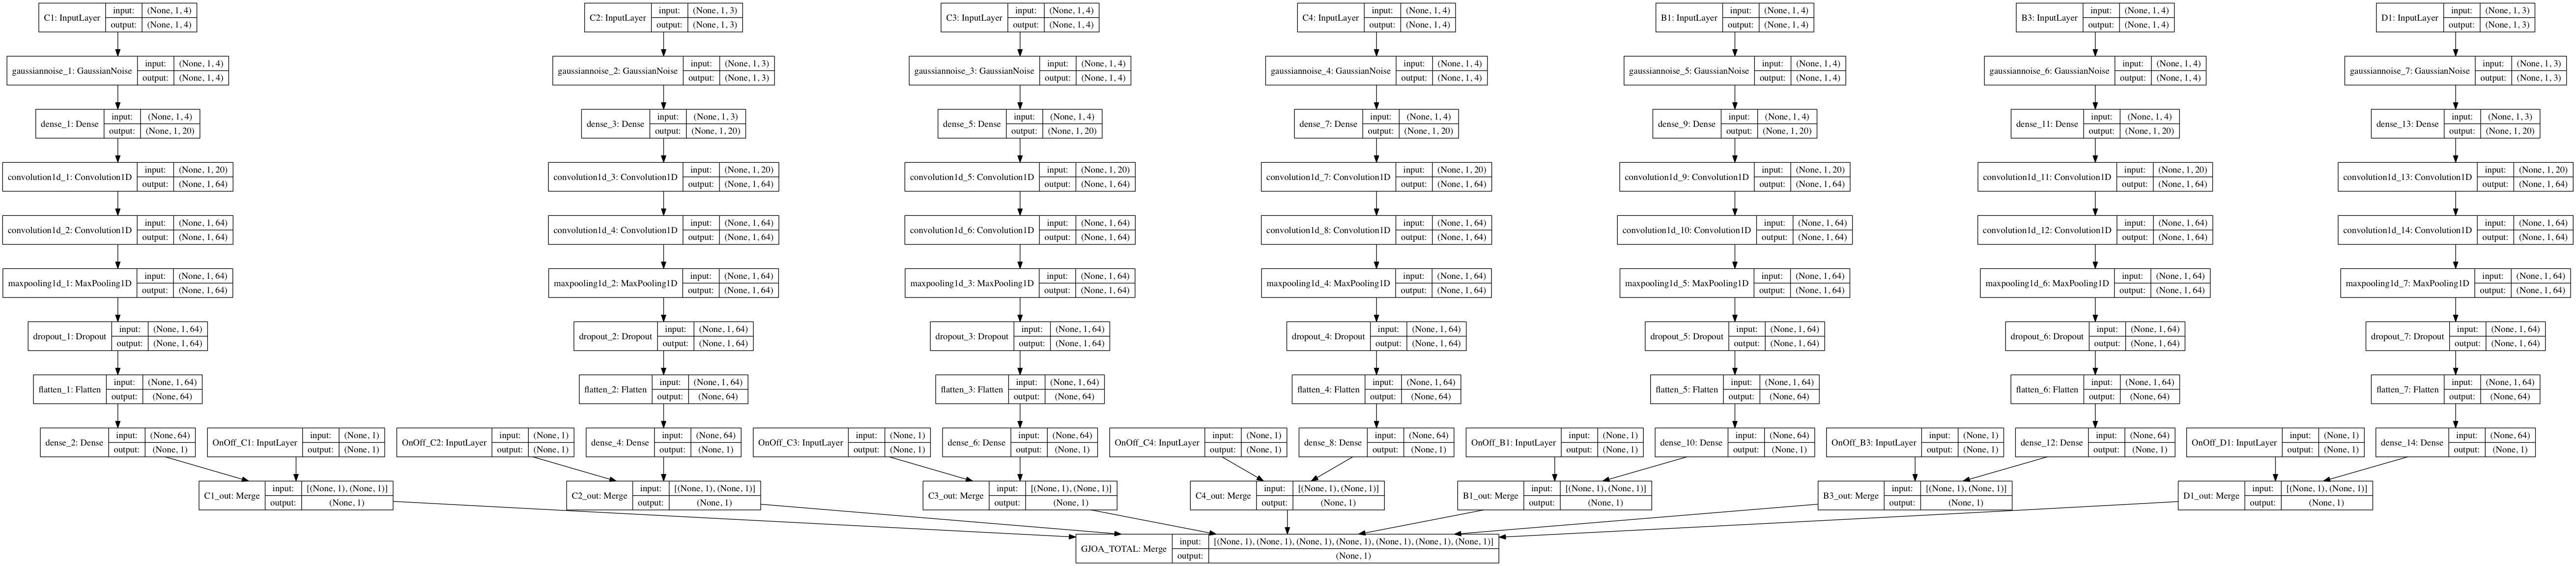 C1: InputLayer
input: (None, 1, 4)
output: (None, 1, 4)
C2: InputLayer
input: (None, 1, 3)
output: (None, 1, 3)
C3: InputLayer
input: (None, 1, 4)
output: (None, 1, 4)
C4: InputLayer
input: (None, 1, 4)
output: (None, 1, 4)
B1: InputLayer
input: (None, 1, 4)
output: (None, 1, 4)
B3: InputLayer
input: (None, 1, 4)
output: (None, 1, 4)
D1: InputLayer
input: (None, 1, 3)
output: (None, 1, 3)
gaussiannoise_1: GaussianNoise
input: (None, 1, 4)
output: (None, 1, 4)
gaussiannoise_2: GaussianNoise
input: (None, 1, 3)
output: (None, 1, 3)
gaussiannoise_3: GaussianNoise
input: (None, 1, 4)
output: (None, 1, 4)
gaussiannoise_4: GaussianNoise
input: (None, 1, 4)
output: (None, 1, 4)
gaussiannoise_5: GaussianNoise
input: (None, 1, 4)
output: (None, 1, 4)
gaussiannoise_6: GaussianNoise
input: (None, 1, 4)
output: (None, 1, 4)
gaussiannoise_7: GaussianNoise
input: (None, 1, 3)
output: (None, 1, 3)
dense_1: Dense
input: (None, 1, 4)
output: (None, 1, 20)
dense_3: Dense
input: (None, 1, 3)
output: (None, 1, 20)
dense_5: Dense
input: (None, 1, 4)
output: (None, 1, 20)
dense_7: Dense
input: (None, 1, 4)
output: (None, 1, 20)
dense_9: Dense
input: (None, 1, 4)
output: (None, 1, 20)
dense_11: Dense
input: (None, 1, 4)
output: (None, 1, 20)
dense_13: Dense
input: (None, 1, 3)
output: (None, 1, 20)
convolution1d_1: Convolution1D
input: (None, 1, 20)
output: (None, 1, 64)
convolution1d_3: Convolution1D
input: (None, 1, 20)
output: (None, 1, 64)
convolution1d_5: Convolution1D
input: (None, 1, 20)
output: (None, 1, 64)
convolution1d_7: Convolution1D
input: (None, 1, 20)
output: (None, 1, 64)
convolution1d_9: Convolution1D
input: (None, 1, 20)
output: (None, 1, 64)
convolution1d_11: Convolution1D
input: (None, 1, 20)
output: (None, 1, 64)
convolution1d_13: Convolution1D
input: (None, 1, 20)
output: (None, 1, 64)
convolution1d_2: Convolution1D
input: (None, 1, 64)
output: (None, 1, 64)
convolution1d_4: Convolution1D
input: (None, 1, 64)
output: (None, 1, 64)
convolution1d_6: Convolution1D
input: (None, 1, 64)
output: (None, 1, 64)
convolution1d_8: Convolution1D
input: (None, 1, 64)
output: (None, 1, 64)
convolution1d_10: Convolution1D
input: (None, 1, 64)
output: (None, 1, 64)
convolution1d_12: Convolution1D
input: (None, 1, 64)
output: (None, 1, 64)
convolution1d_14: Convolution1D
input: (None, 1, 64)
output: (None, 1, 64)
maxpooling1d_1: MaxPooling1D
input: (None, 1, 64)
output: (None, 1, 64)
maxpooling1d_2: MaxPooling1D
input: (None, 1, 64)
output: (None, 1, 64)
maxpooling1d_3: MaxPooling1D
input: (None, 1, 64)
output: (None, 1, 64)
maxpooling1d_4: MaxPooling1D
input: (None, 1, 64)
output: (None, 1, 64)
maxpooling1d_5: MaxPooling1D
input: (None, 1, 64)
output: (None, 1, 64)
maxpooling1d_6: MaxPooling1D
input: (None, 1, 64)
output: (None, 1, 64)
maxpooling1d_7: MaxPooling1D
input: (None, 1, 64)
output: (None, 1, 64)
dropout_1: Dropout
input: (None, 1, 64)
output: (None, 1, 64)
dropout_2: Dropout
input: (None, 1, 64)
output: (None, 1, 64)
dropout_3: Dropout
input: (None, 1, 64)
output: (None, 1, 64)
dropout_4: Dropout
input: (None, 1, 64)
output: (None, 1, 64)
dropout_5: Dropout
input: (None, 1, 64)
output: (None, 1, 64)
dropout_6: Dropout
input: (None, 1, 64)
output: (None, 1, 64)
dropout_7: Dropout
input: (None, 1, 64)
output: (None, 1, 64)
flatten_1: Flatten
input: (None, 1, 64)
output: (None, 64)
flatten_2: Flatten
input: (None, 1, 64)
output: (None, 64)
flatten_3: Flatten
input: (None, 1, 64)
output: (None, 64)
flatten_4: Flatten
input: (None, 1, 64)
output: (None, 64)
flatten_5: Flatten
input: (None, 1, 64)
output: (None, 64)
flatten_6: Flatten
input: (None, 1, 64)
output: (None, 64)
flatten_7: Flatten
input: (None, 1, 64)
output: (None, 64)
dense_2: Dense
input: (None, 64)
output: (None, 1)
OnOff_C1: InputLayer
input: (None, 1)
output: (None, 1)
OnOff_C2: InputLayer
input: (None, 1)
output: (None, 1)
dense_4: Dense
input: (None, 64)
output: (None, 1)
OnOff_C3: InputLayer
input: (None, 1)
output: (None, 1)
dense_6: Dense
input: (None, 64)
output: (None, 1)
OnOff_C4: InputLayer
input: (None, 1)
output: (None, 1)
dense_8: Dense
input: (None, 64)
output: (None, 1)
OnOff_B1: InputLayer
input: (None, 1)
output: (None, 1)
dense_10: Dense
input: (None, 64)
output: (None, 1)
OnOff_B3: InputLayer
input: (None, 1)
output: (None, 1)
dense_12: Dense
input: (None, 64)
output: (None, 1)
OnOff_D1: InputLayer
input: (None, 1)
output: (None, 1)
dense_14: Dense
input: (None, 64)
output: (None, 1)
C1_out: Merge
input: [(None, 1), (None, 1)]
output: (None, 1)
C2_out: Merge
input: [(None, 1), (None, 1)]
output: (None, 1)
C3_out: Merge
input: [(None, 1), (None, 1)]
output: (None, 1)
C4_out: Merge
input: [(None, 1), (None, 1)]
output: (None, 1)
B1_out: Merge
input: [(None, 1), (None, 1)]
output: (None, 1)
B3_out: Merge
input: [(None, 1), (None, 1)]
output: (None, 1)
D1_out: Merge
input: [(None, 1), (None, 1)]
output: (None, 1)
GJOA_TOTAL: Merge
input: [(None, 1), (None, 1), (None, 1), (None, 1), (None, 1), (None, 1), (None, 1)]
output: (None, 1)